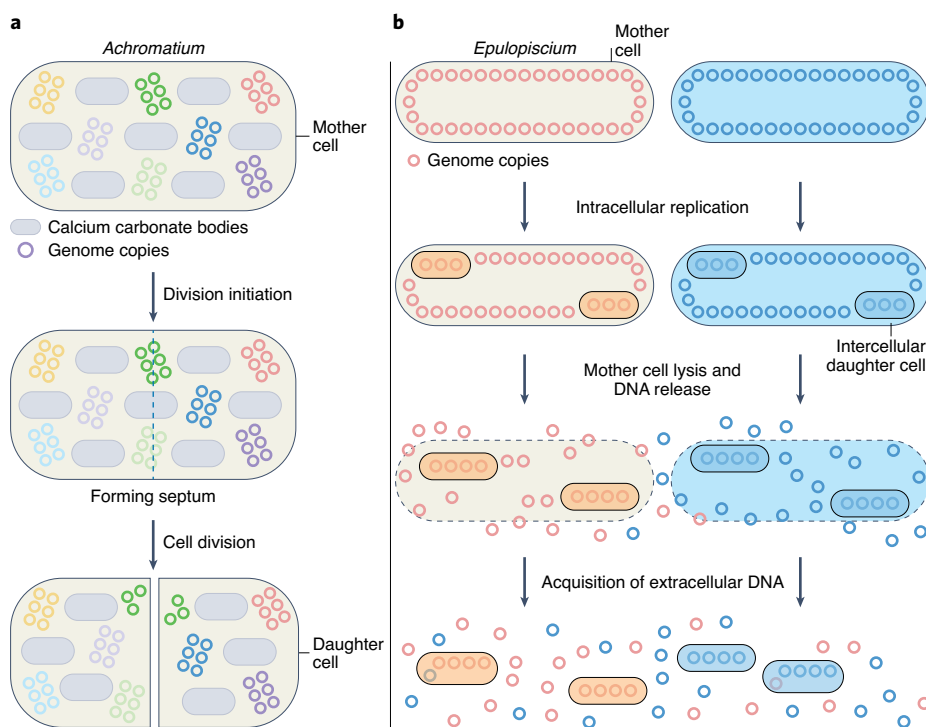 a
Achromatium
Mother
cell
Calcium carbonate bodies
Genome copies
Division initiation
Forming septum
Cell division
Daughter
cell
b
Epulopiscium
Mother
cell
Genome copies
Intracellular replication
Intercellular
daughter cell
Mother cell lysis and
DNA release
Acquisition of extracellular DNA